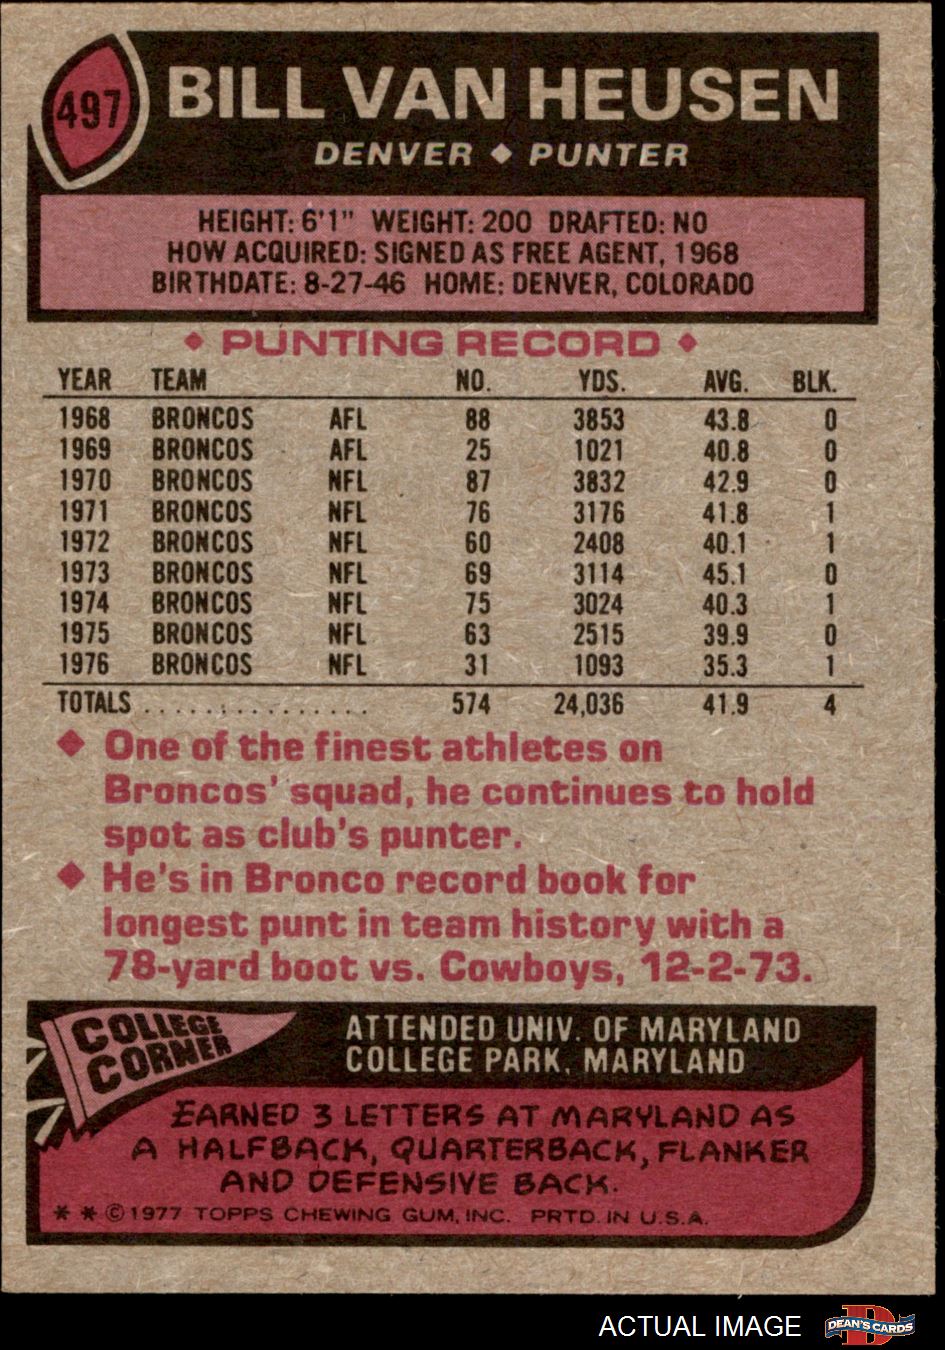 497
BILL VAN HEUSEN
DENVER ◆ PUNTER
HEIGHT: 6'1" WEIGHT: 200 DRAFTED: NO
HOW ACQUIRED: SIGNED AS FREE AGENT, 1968
BIRTHDATE: 8-27-46 HOME: DENVER, COLORADO
◆ PUNTING RECORD ◆
YEAR TEAM NO. YDS. AVG. BLK.
1968 BRONCOS AFL 88 3853 43.8 0
1969 BRONCOS AFL 25 1021 40.8 0
1970 BRONCOS NFL 87 3832 42.9 0
1971 BRONCOS NFL 76 3176 41.8 1
1972 BRONCOS NFL 60 2408 40.1 1
1973 BRONCOS NFL 69 3114 45.1 0
1974 BRONCOS NFL 75 3024 40.3 1
1975 BRONCOS NFL 63 2515 39.9 0
1976 BRONCOS NFL 31 1093 35.3 1
TOTALS . . . . . . . . . . . . . . . 574 24,036 41.9 4
◆ One of the finest athletes on
Broncos' squad, he continues to hold
spot as club's punter.
◆ He's in Bronco record book for
longest punt in team history with a
78-yard boot vs. Cowboys, 12-2-73.
COLLEGE
CORNER
ATTENDED UNIV. OF MARYLAND
COLLEGE PARK, MARYLAND
EARNED 3 LETTERS AT MARYLAND AS
A HALFBACK, QUARTERBACK, FLANKER
AND DEFENSIVE BACK.
* * © 1977 TOPPS CHEWING GUM, INC. PRTD. IN U.S.A.
ACTUAL IMAGE
D
DEAN'S CARDS